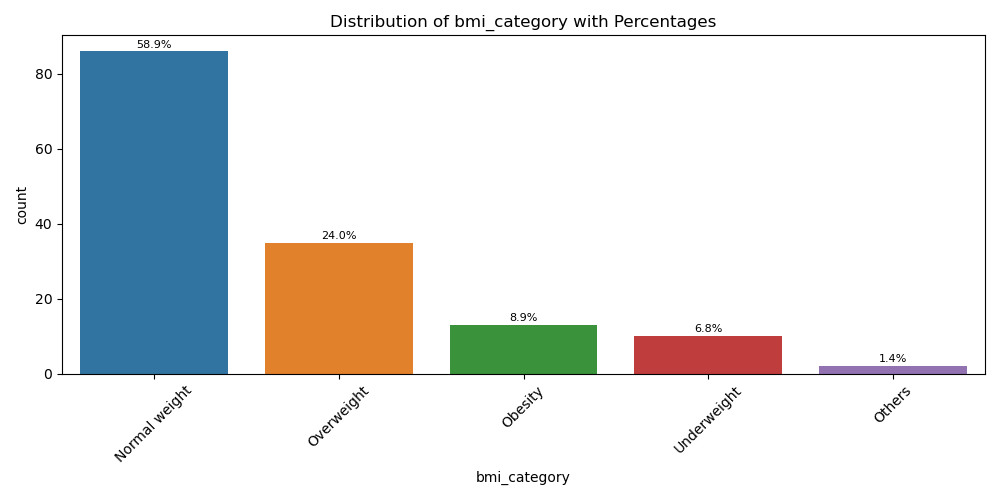 Distribution of bmi_category with Percentages
58.9%
24.0%
8.9%
6.8%
1.4%
80
60
40
20
0
count
Normal weight
Overweight
Obesity
Underweight
Others
bmi_category